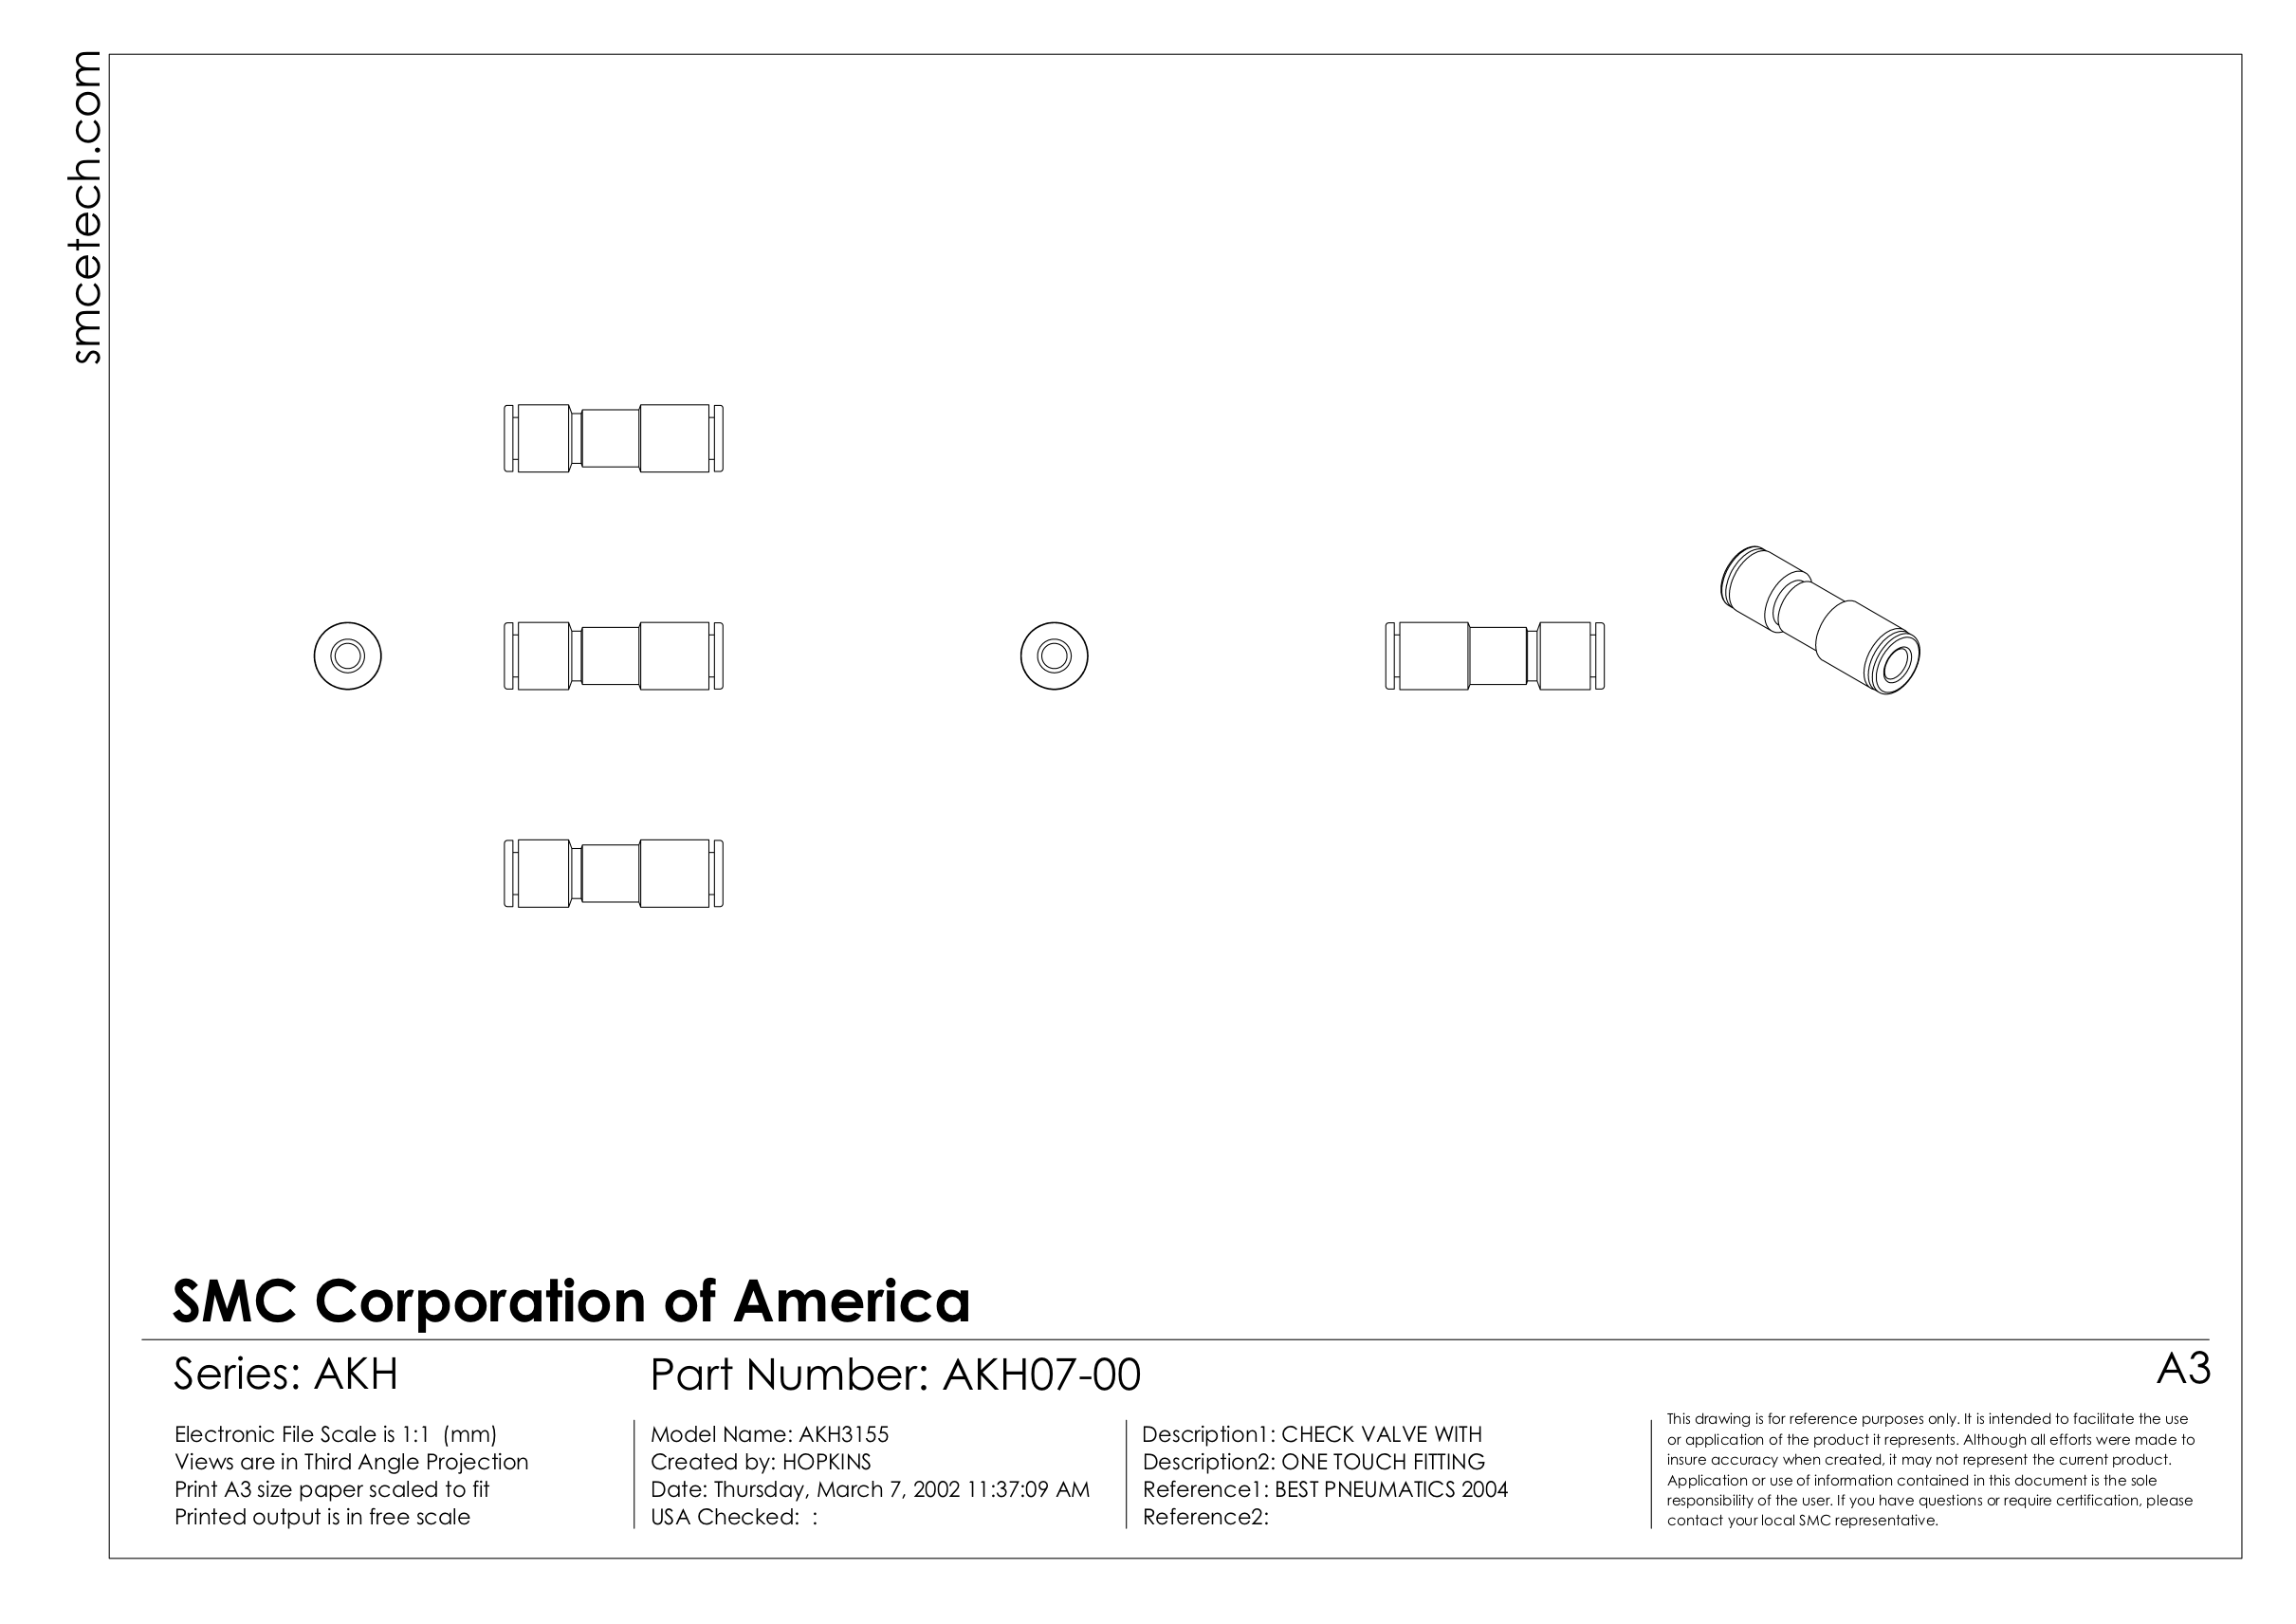 smcetech.com
SMC Corporation of America
Series: AKH
Part Number: AKH07-00
A3
Electronic File Scale is 1:1 (mm)
Views are in Third Angle Projection
Print A3 size paper scaled to fit
Printed output is in free scale
Model Name: AKH3155
Created by: HOPKINS
Date: Thursday, March 7, 2002 11:37:09 AM
USA Checked: :
Description1: CHECK VALVE WITH
Description2: ONE TOUCH FITTING
Reference1: BEST PNEUMATICS 2004
Reference2:
This drawing is for reference purposes only. It is intended to facilitate the use
or application of the product it represents. Although all efforts were made to
insure accuracy when created, it may not represent the current product.
Application or use of information contained in this document is the sole
responsibility of the user. If you have questions or require certification, please
contact your local SMC representative.